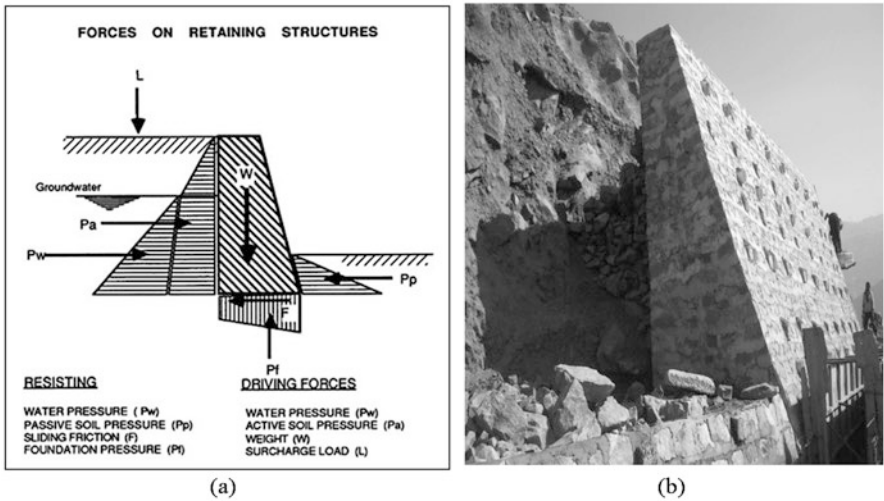 FORCES ON RETAINING STRUCTURES
L
W
Groundwater
Pa
Pw
Pp
F
Pf
RESISTING
WATER PRESSURE ( Pw)
PASSIVE SOIL PRESSURE (Pp)
SLIDING FRICTION (F)
FOUNDATION PRESSURE (Pf)
DRIVING FORCES
WATER PRESSURE (Pw)
ACTIVE SOIL PRESSURE (Pa)
WEIGHT (W)
SURCHARGE LOAD (L)
(a)
(b)